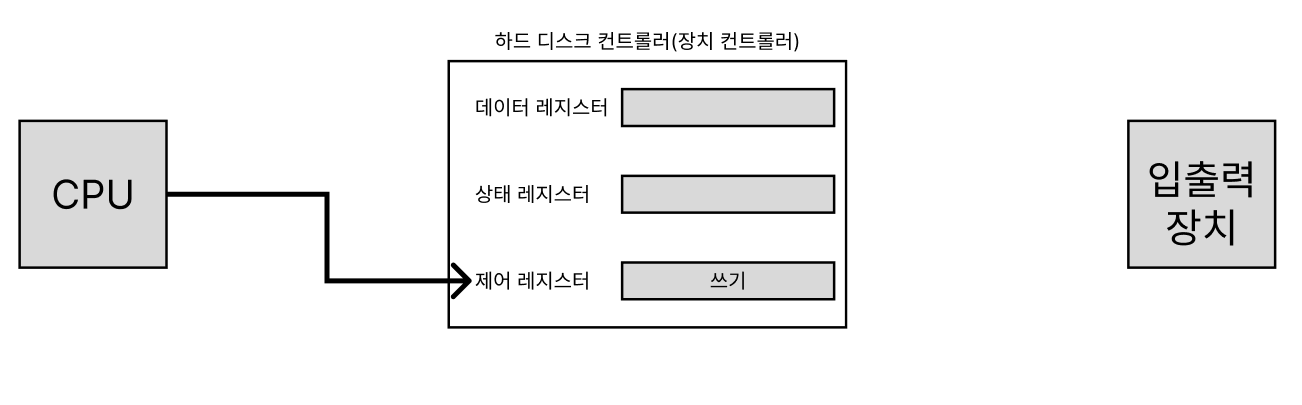 하드 디스크 컨트롤러(장치 컨트롤러)
데이터 레지스터
CPU
상태 레지스터
제어 레지스터 쓰기
입출력
장치